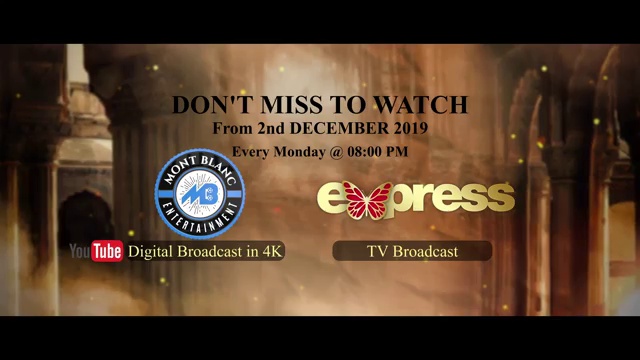 DON'T MISS TO WATCH
From 2nd DECEMBER 2019
Every Monday @ 08:00 PM
MONT BLANC
MB
ENTERTAINMENT
express
YouTube Digital Broadcast in 4K
TV Broadcast